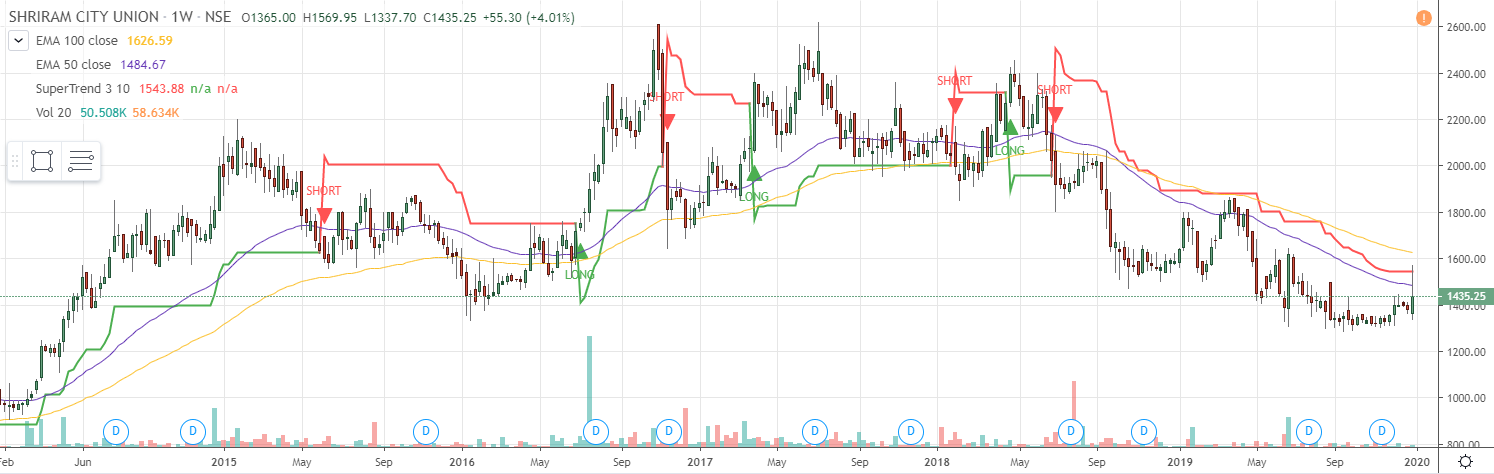 SHRIRAM CITY UNION · 1W · NSE O1365.00 H1569.95 L1337.70 C1435.25 +55.30 (+4.01%)
EMA 100 close 1626.59
EMA 50 close 1484.67
SuperTrend 3 10 1543.88 n/a n/a
Vol 20 50.508K 58.634K
!
2600.00
2400.00
2200.00
2000.00
1800.00
1600.00
1435.25
1400.00
1200.00
1000.00
800.00
SHORT
LONG
SHORT
LONG
SHORT
LONG
SHORT
D D D D D D D D D D D
Feb Jun 2015 May Sep 2016 May Sep 2017 May Sep 2018 May Sep 2019 May Sep 2020